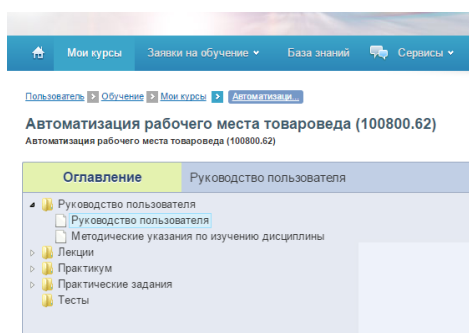 Мои курсы Заявки на обучение База знаний Сервисы
Пользователь Обучение Мои курсы Автоматизаци...
Автоматизация рабочего места товароведа (100800.62)
Автоматизация рабочего места товароведа (100800.62)
Оглавление Руководство пользователя
Руководство пользователя
Руководство пользователя
Методические указания по изучению дисциплины
Лекции
Практикум
Практические задания
Тесты